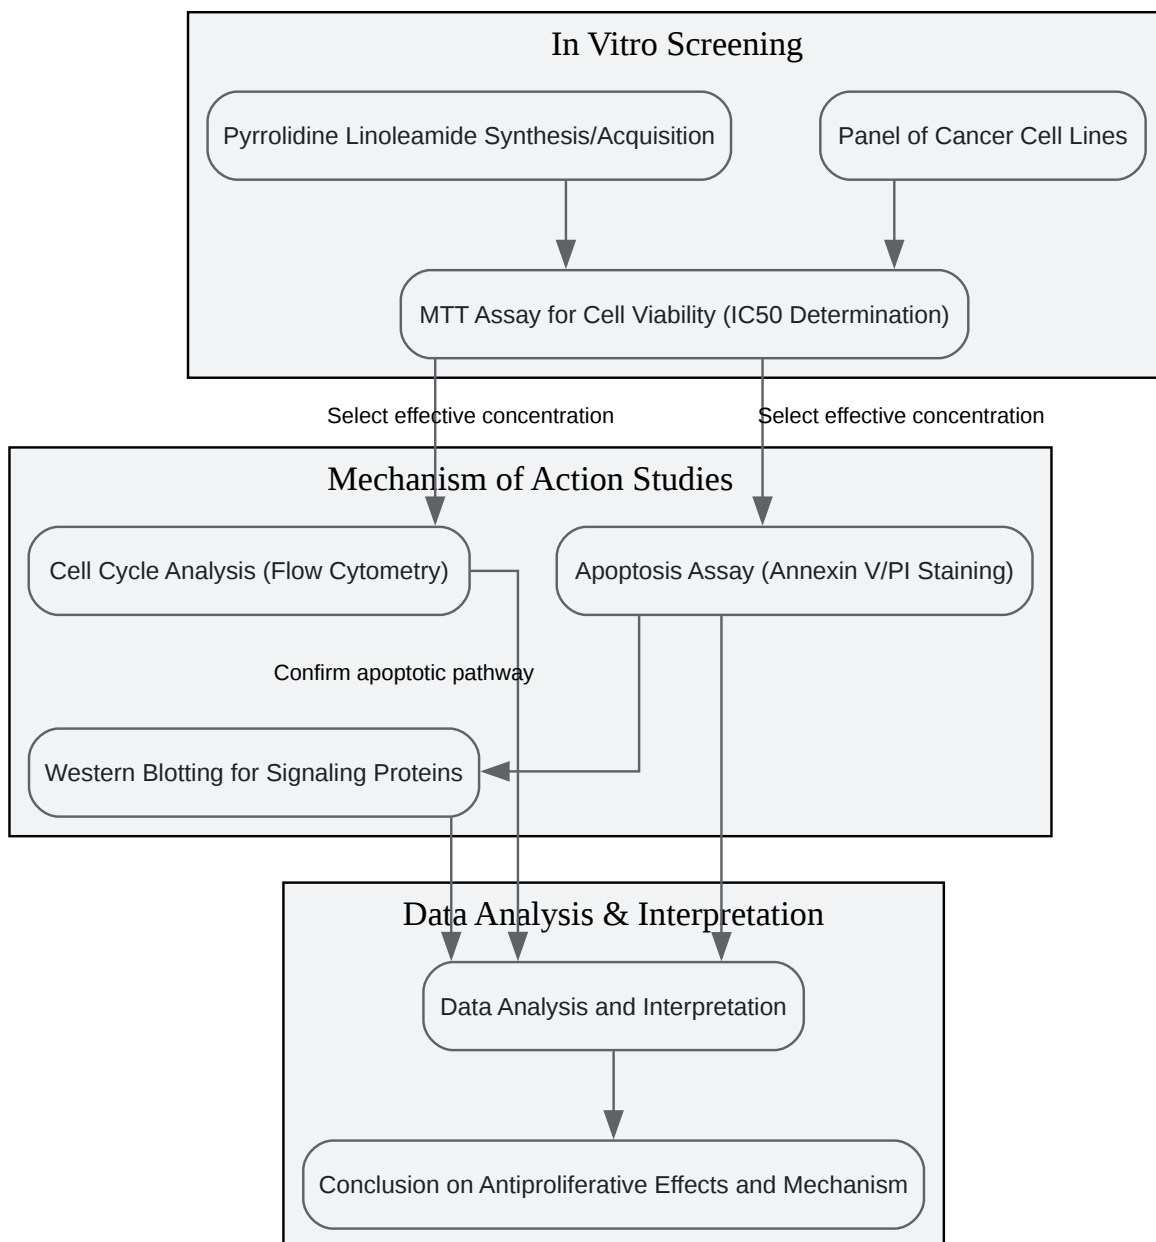 In Vitro Screening
Pyrrolidine Linoleamide Synthesis/Acquisition
Panel of Cancer Cell Lines
MTT Assay for Cell Viability (IC50 Determination)
Select effective concentration
Select effective concentration
Mechanism of Action Studies
Cell Cycle Analysis (Flow Cytometry)
Apoptosis Assay (Annexin V/PI Staining)
Confirm apoptotic pathway
Western Blotting for Signaling Proteins
Data Analysis & Interpretation
Data Analysis and Interpretation
Conclusion on Antiproliferative Effects and Mechanism